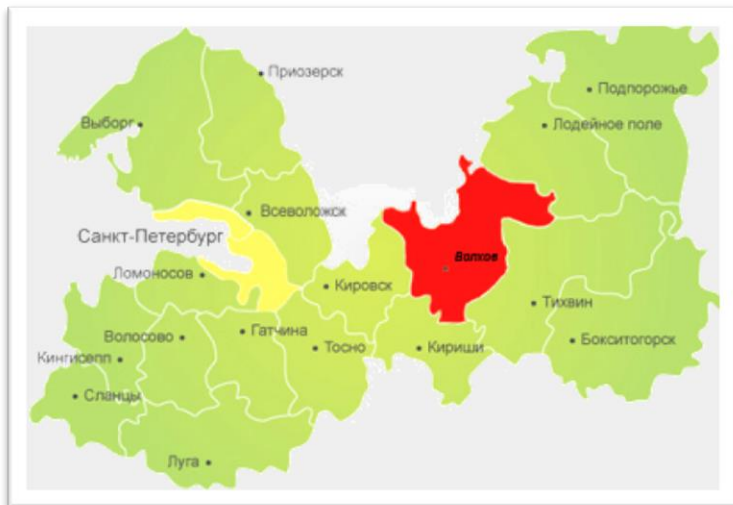 Приозерск
Подпорожье
Выборг
Лодейное поле
Всеволожск
Санкт-Петербург
Волхов
Ломоносов
Кировск
Тихвин
Волосово
Гатчина
Тосно
Кириши
Бокситогорск
Кингисепп
Сланцы
Луга